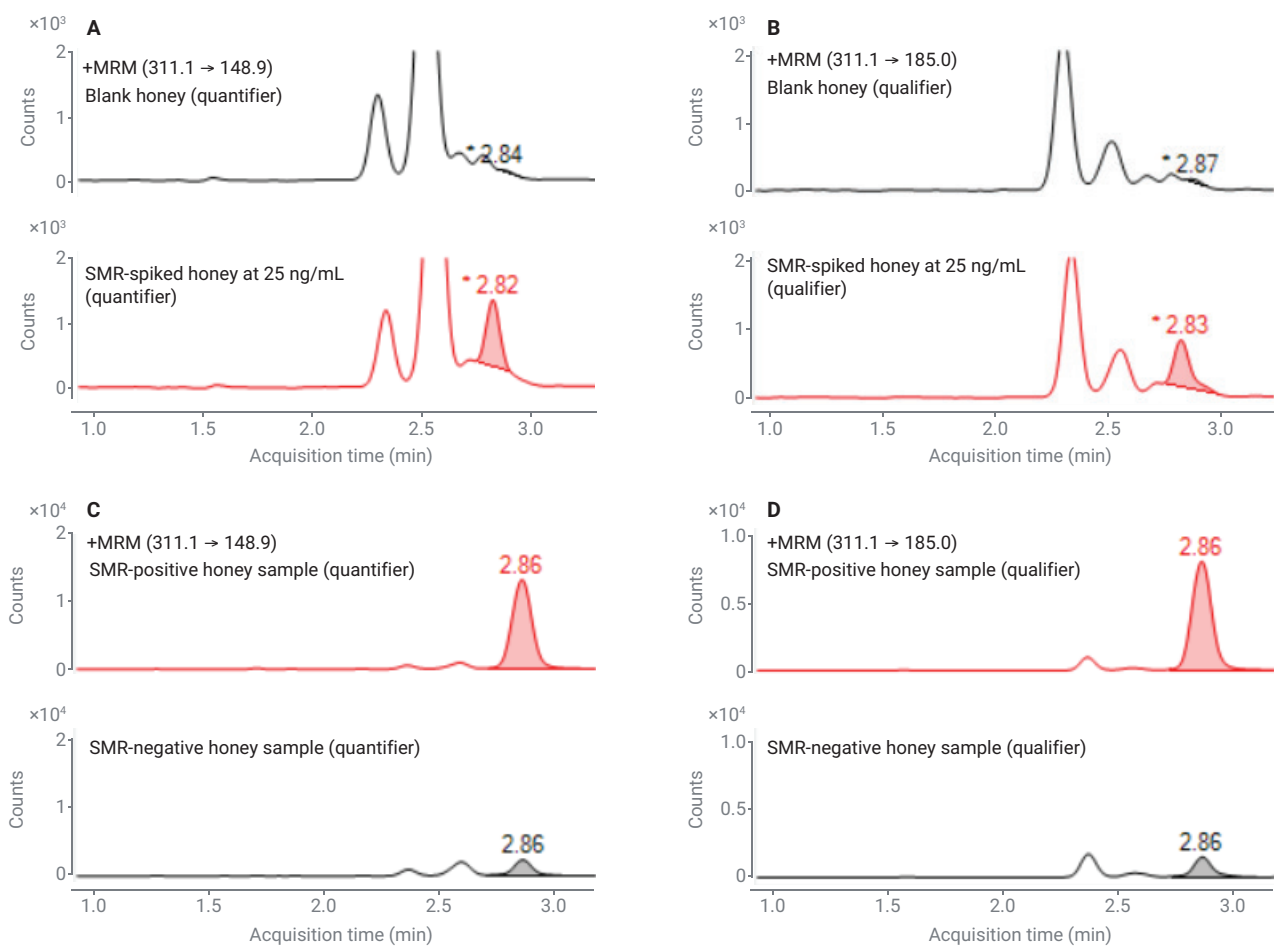 A
×10³
2
1
0
Counts
+MRM (311.1 → 148.9)
Blank honey (quantifier)
* 2.84
×10³
2
1
0
Counts
SMR-spiked honey at 25 ng/mL
(quantifier)
* 2.82
1.0 1.5 2.0 2.5 3.0
Acquisition time (min)
B
×10³
2
1
0
Counts
+MRM (311.1 → 185.0)
Blank honey (qualifier)
* 2.87
×10³
2
1
0
Counts
SMR-spiked honey at 25 ng/mL
(qualifier)
* 2.83
1.0 1.5 2.0 2.5 3.0
Acquisition time (min)
C
×10⁴
2
1
0
Counts
+MRM (311.1 → 148.9)
SMR-positive honey sample (quantifier)
2.86
×10⁴
2
1
0
Counts
SMR-negative honey sample (quantifier)
2.86
1.0 1.5 2.0 2.5 3.0
Acquisition time (min)
D
×10⁴
1.0
0.5
0
Counts
+MRM (311.1 → 185.0)
SMR-positive honey sample (qualifier)
2.86
×10⁴
1.0
0.5
0
Counts
SMR-negative honey sample (qualifier)
2.86
1.0 1.5 2.0 2.5 3.0
Acquisition time (min)